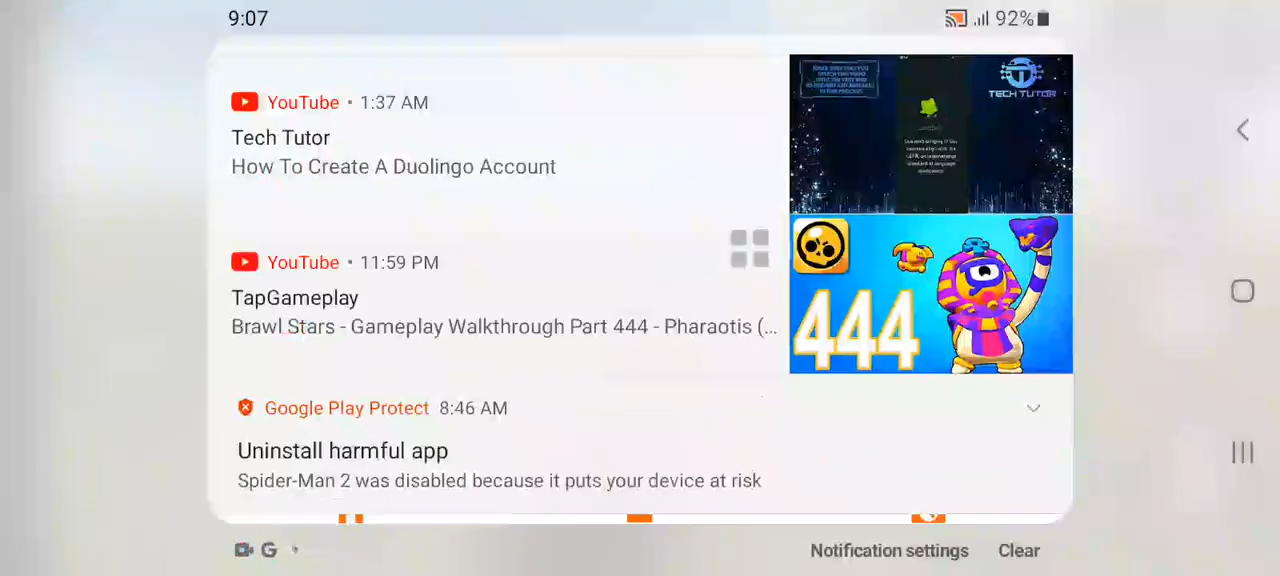 9:07
92%
YouTube • 1:37 AM
Tech Tutor
How To Create A Duolingo Account
TECH TUTOR
YouTube • 11:59 PM
TapGameplay
Brawl Stars - Gameplay Walkthrough Part 444 - Pharaotis (...
444
Google Play Protect 8:46 AM
Uninstall harmful app
Spider-Man 2 was disabled because it puts your device at risk
G
Notification settings
Clear